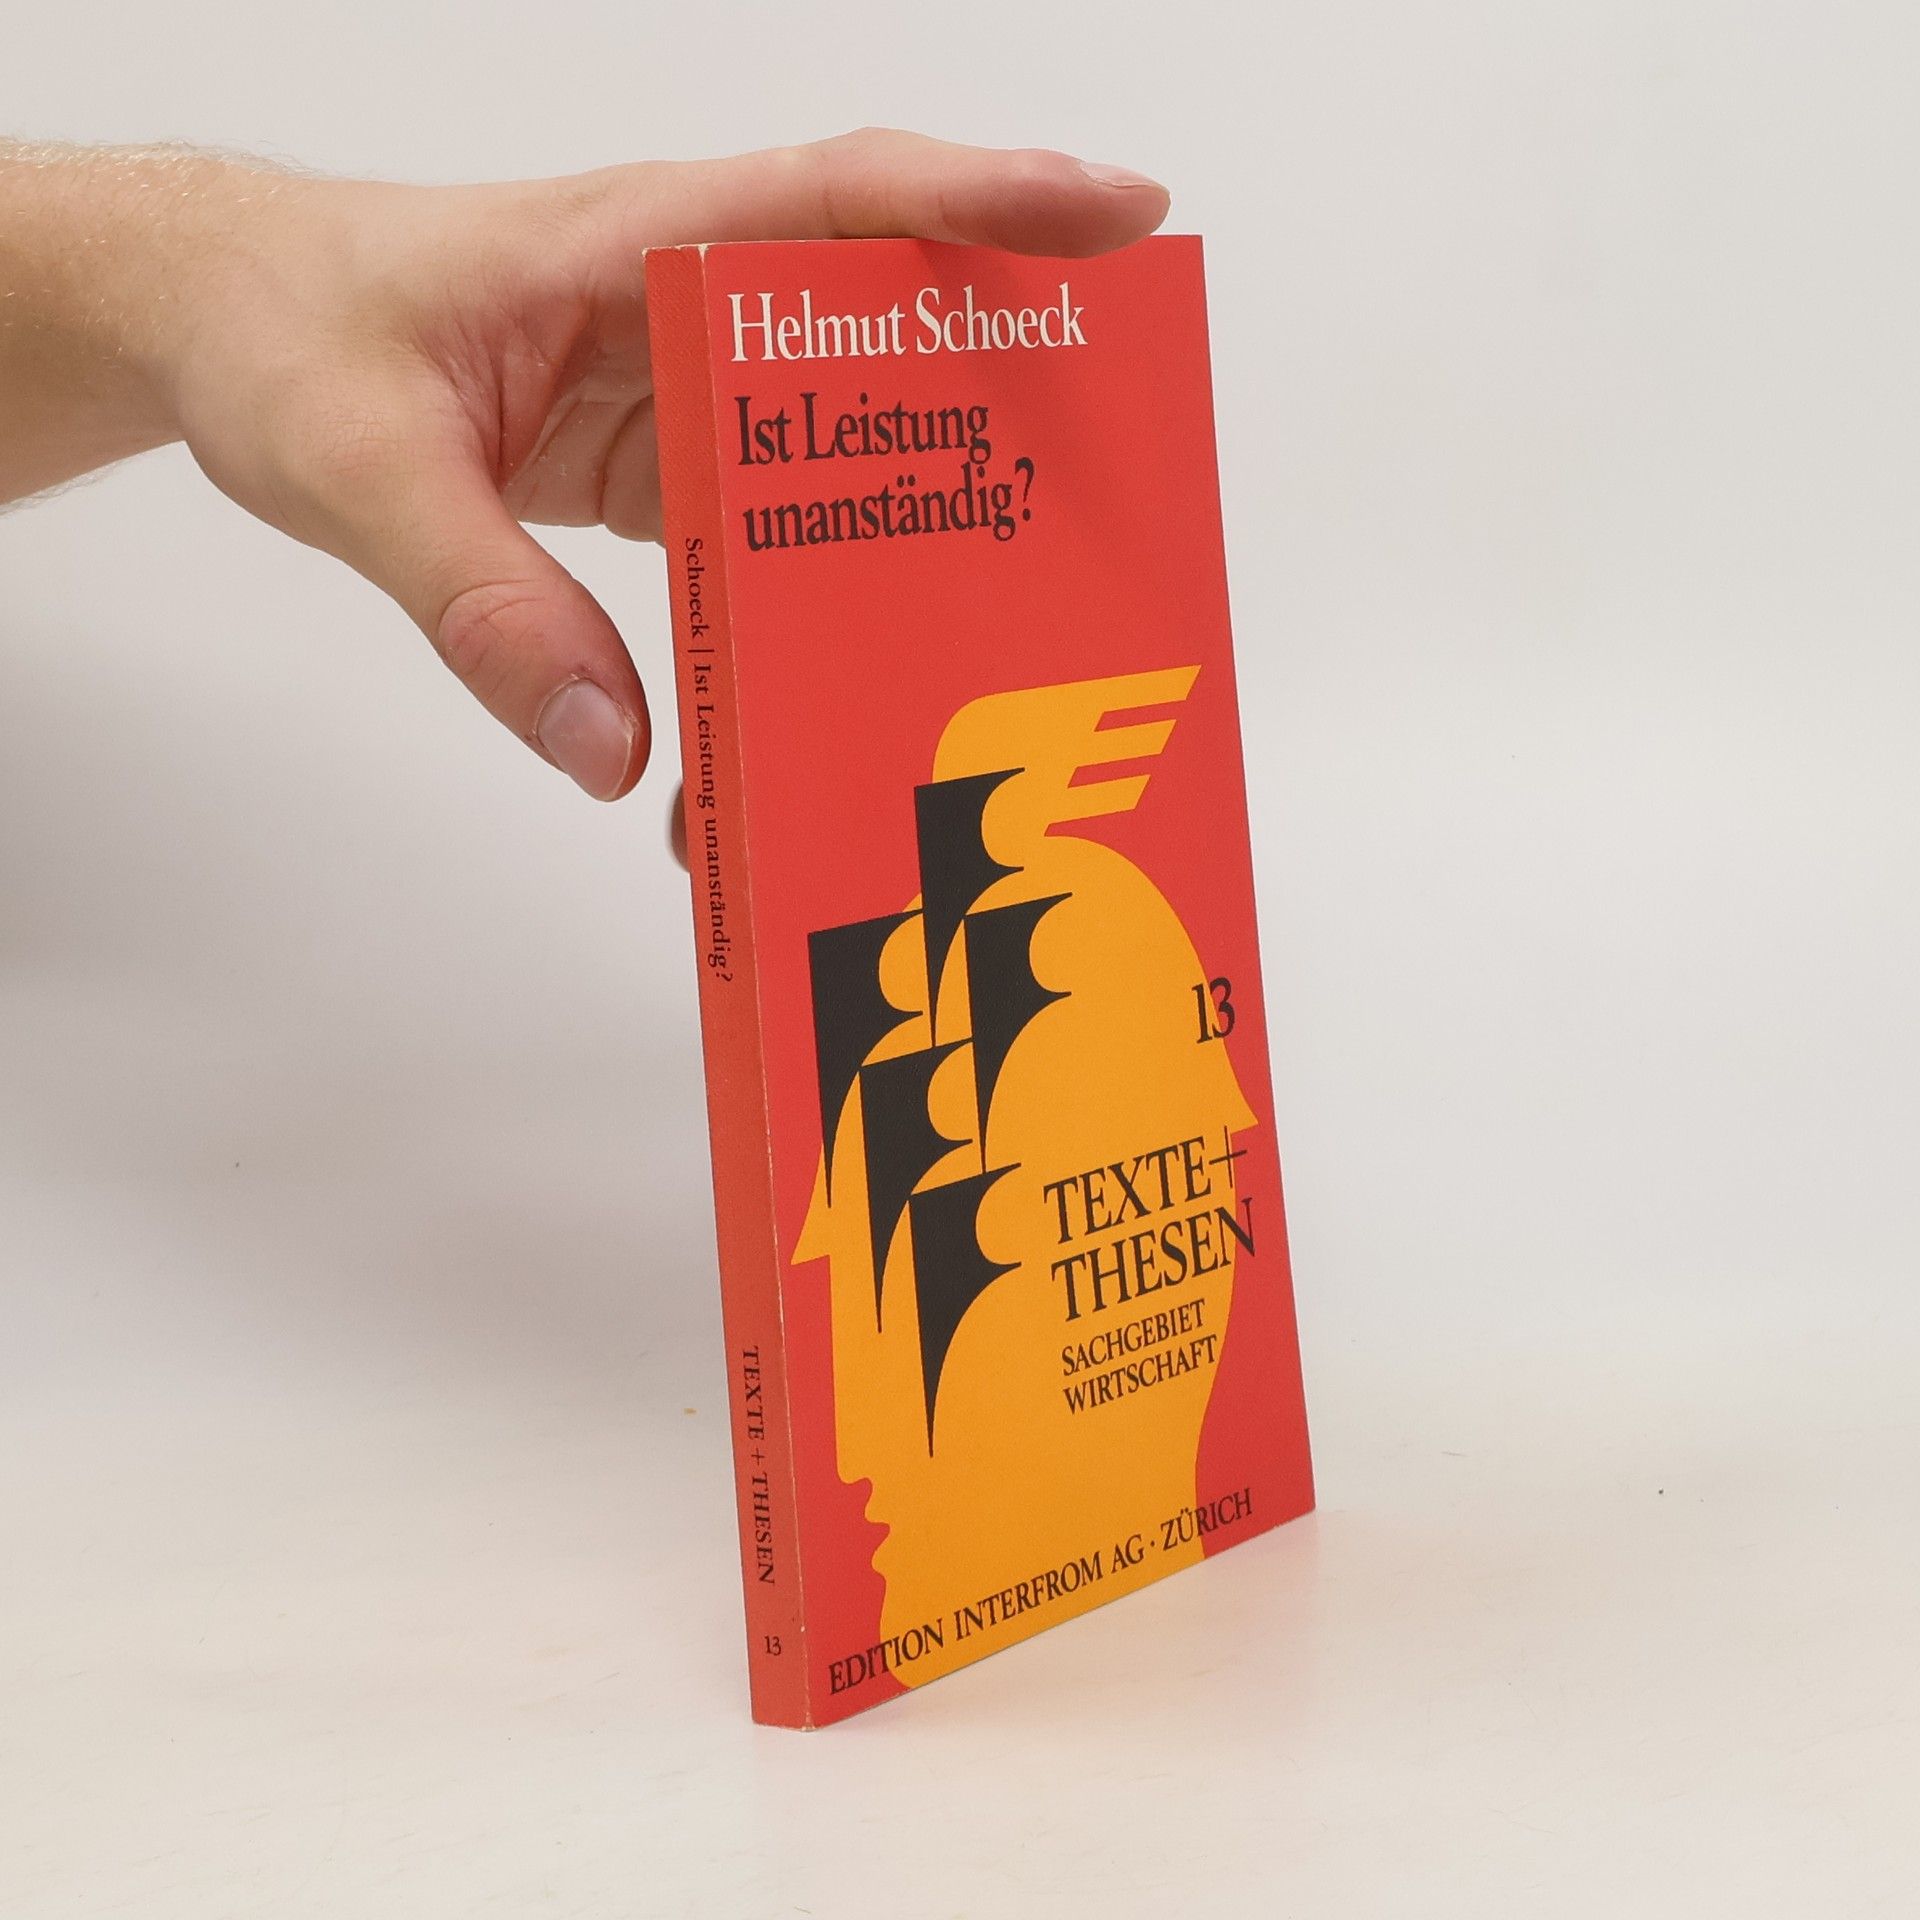 Helmut Schoeck
Ist Leistung
unanständig?
13
TEXTE+
THESEN
SACHGEBIET
WIRTSCHAFT
EDITION INTERFROM AG · ZÜRICH
Schoeck | Ist Leistung unanständig?
TEXTE + THESEN
13